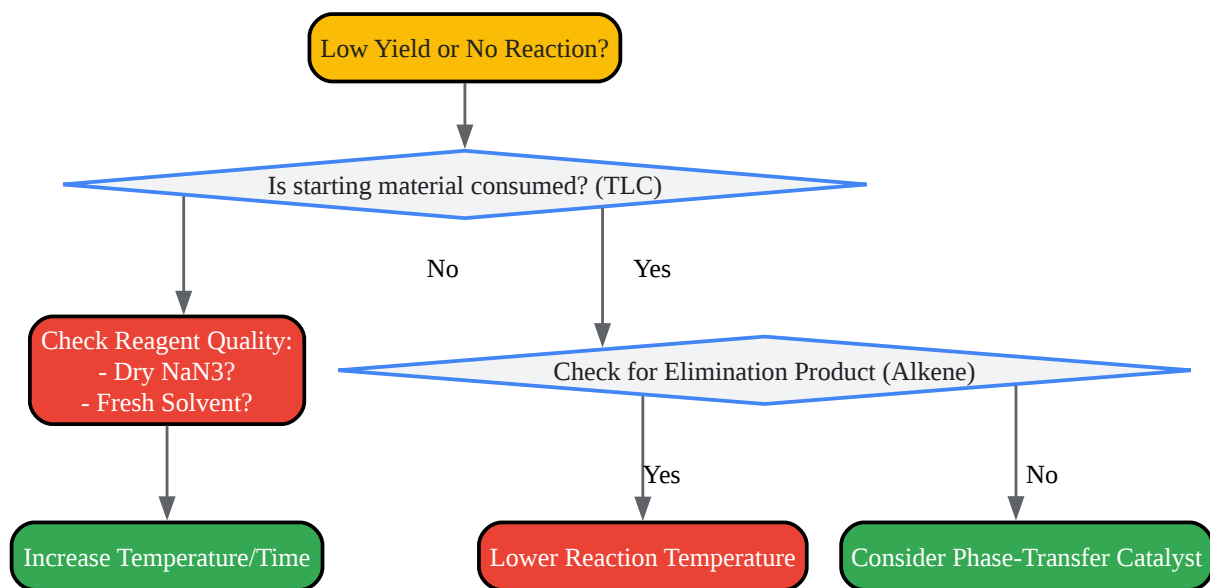 Low Yield or No Reaction?
Is starting material consumed? (TLC)
No
Yes
Check Reagent Quality:
- Dry NaN3?
- Fresh Solvent?
Check for Elimination Product (Alkene)
Yes
No
Increase Temperature/Time
Lower Reaction Temperature
Consider Phase-Transfer Catalyst